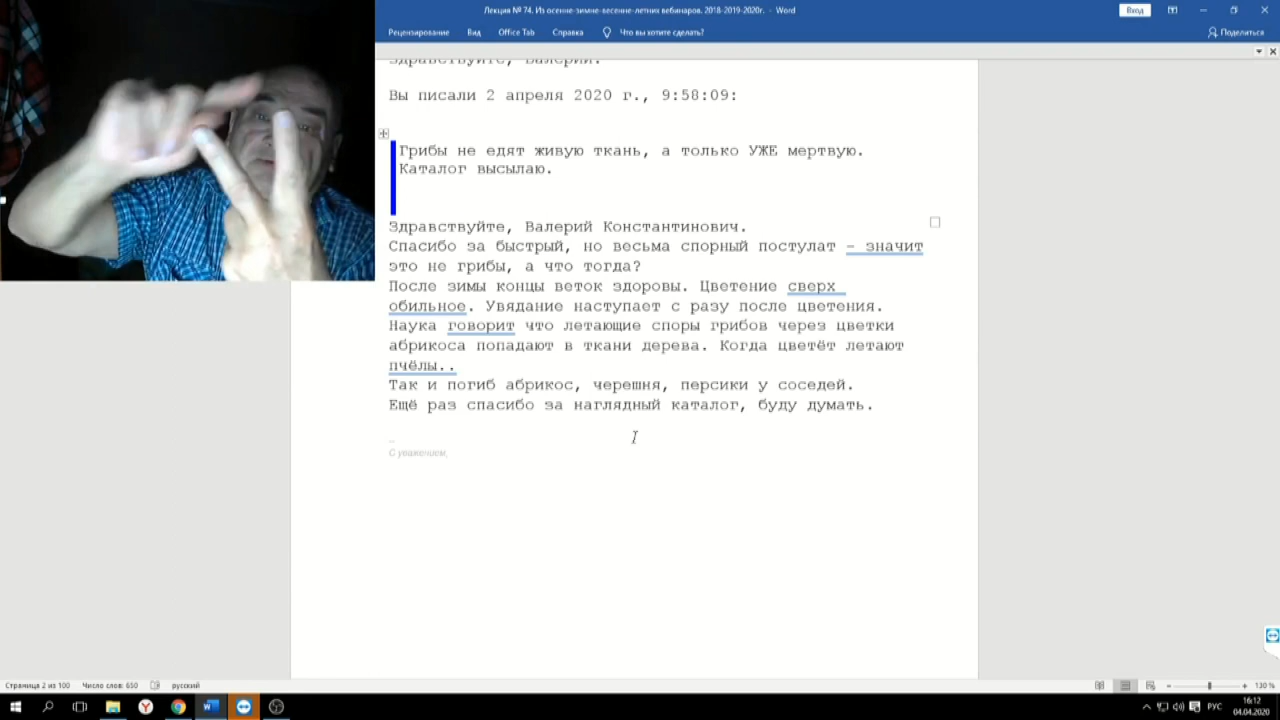 Лекция № 74. Из осенне-зимне-весенне-летних вебинаров. 2018-2019-2020г. - Word
Вход
Рецензирование Вид Office Tab Справка Что вы хотите сделать? Поделиться
Здравствуйте, Валерий.
Вы писали 2 апреля 2020 г., 9:58:09:
Грибы не едят живую ткань, а только УЖЕ мертвую.
Каталог высылаю.
Здравствуйте, Валерий Константинович.
Спасибо за быстрый, но весьма спорный постулат – значит
это не грибы, а что тогда?
После зимы концы веток здоровы. Цветение сверх
обильное. Увядание наступает с разу после цветения.
Наука говорит что летающие споры грибов через цветки
абрикоса попадают в ткани дерева. Когда цветёт летают
пчёлы..
Так и погиб абрикос, черешня, персики у соседей.
Ещё раз спасибо за наглядный каталог, буду думать.
--
С уважением,
Страница 2 из 100 Число слов: 650 русский 130 %
РУС
16:12
04.04.2020